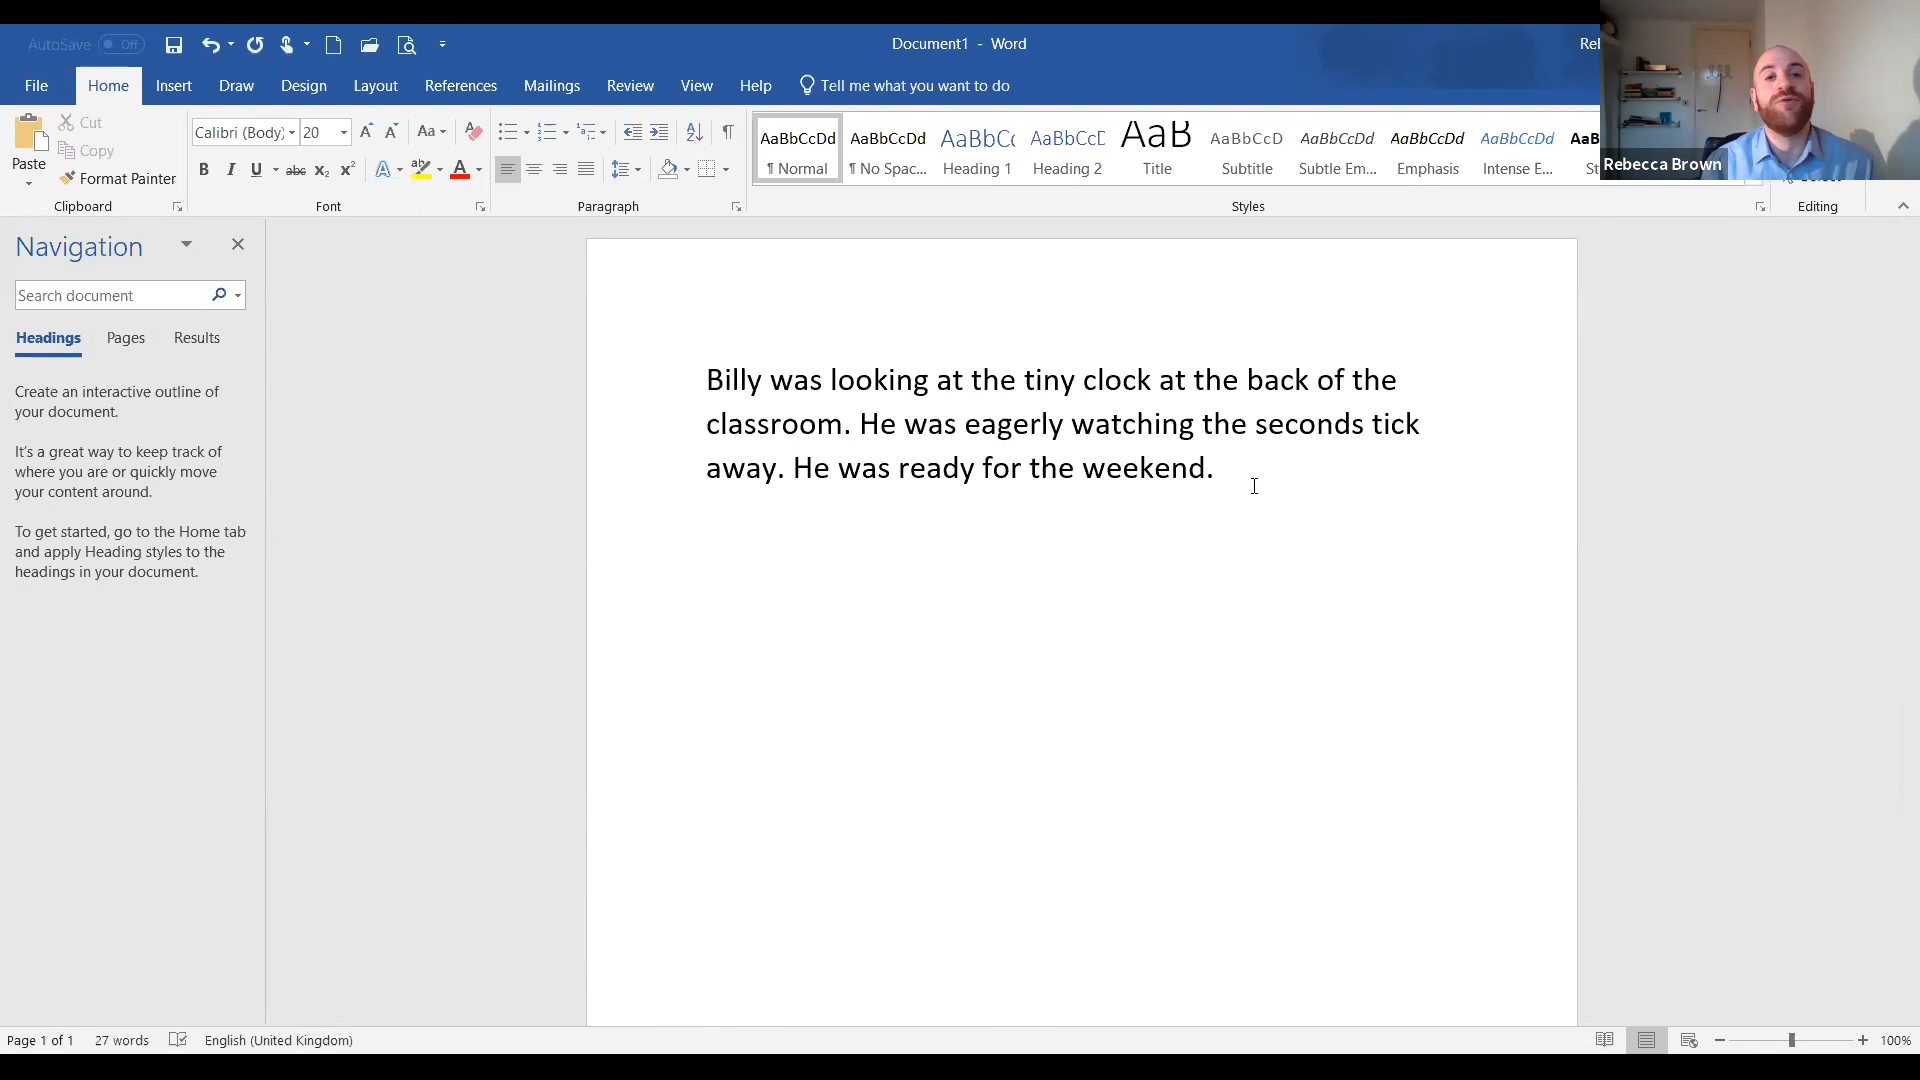 AutoSave Off
Document1 - Word
File Home Insert Draw Design Layout References Mailings Review View Help Tell me what you want to do
Paste
Cut
Copy
Format Painter
Clipboard
Calibri (Body) 20
Font
Paragraph
AaBbCcDd AaBbCcDd AaBbC AaBbCcD AaB AaBbCcD AaBbCcDd AaBbCcDd AaBbCcDd
¶ Normal ¶ No Spac... Heading 1 Heading 2 Title Subtitle Subtle Em... Emphasis Intense E...
Styles
Editing
Rebecca Brown
Navigation
Search document
Headings Pages Results
Create an interactive outline of
your document.
It's a great way to keep track of
where you are or quickly move
your content around.
To get started, go to the Home tab
and apply Heading styles to the
headings in your document.
Billy was looking at the tiny clock at the back of the
classroom. He was eagerly watching the seconds tick
away. He was ready for the weekend.
Page 1 of 1 27 words English (United Kingdom) 100%